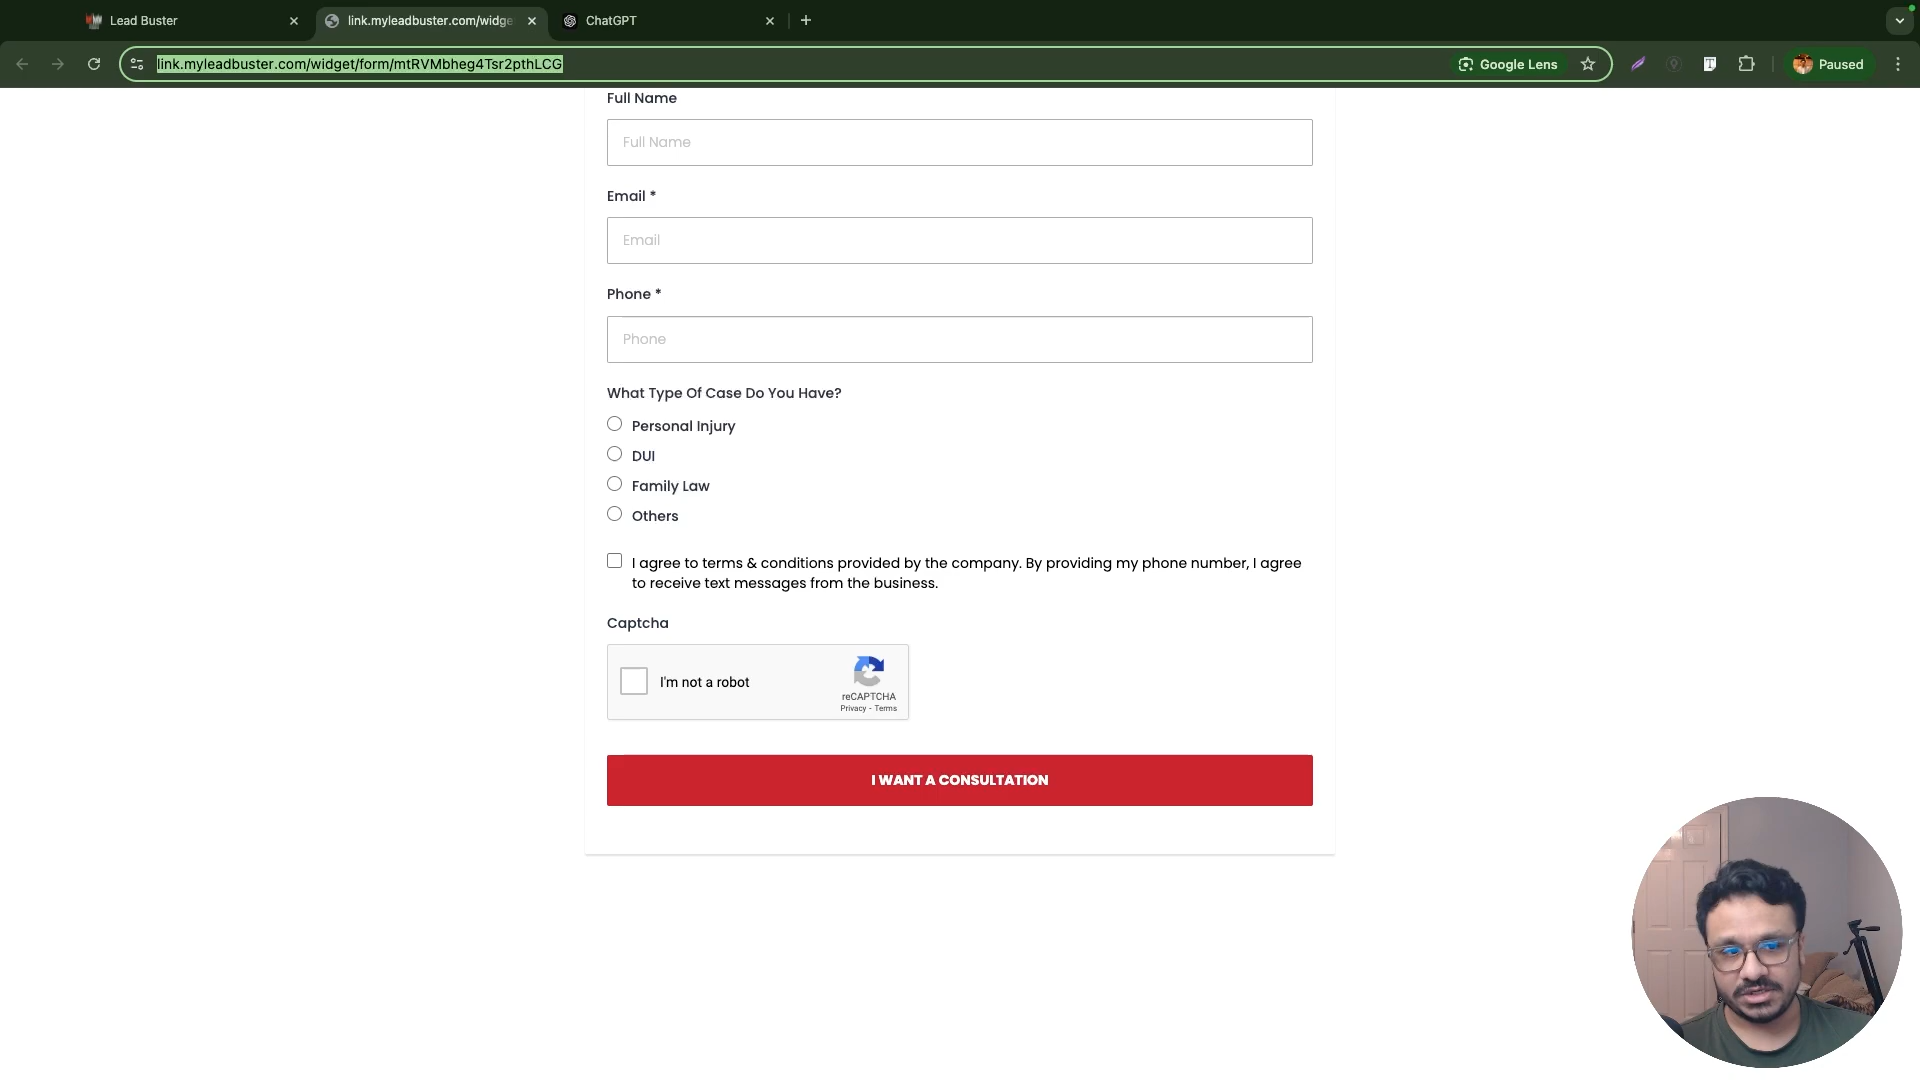 Lead Buster
link.myleadbuster.com/widge
ChatGPT
link.myleadbuster.com/widget/form/mtRVMbheg4Tsr2pthLCG
Google Lens
Paused
Full Name
Full Name
Email *
Email
Phone *
Phone
What Type Of Case Do You Have?
Personal Injury
DUI
Family Law
Others
I agree to terms & conditions provided by the company. By providing my phone number, I agree
to receive text messages from the business.
Captcha
I'm not a robot
reCAPTCHA
Privacy - Terms
I WANT A CONSULTATION